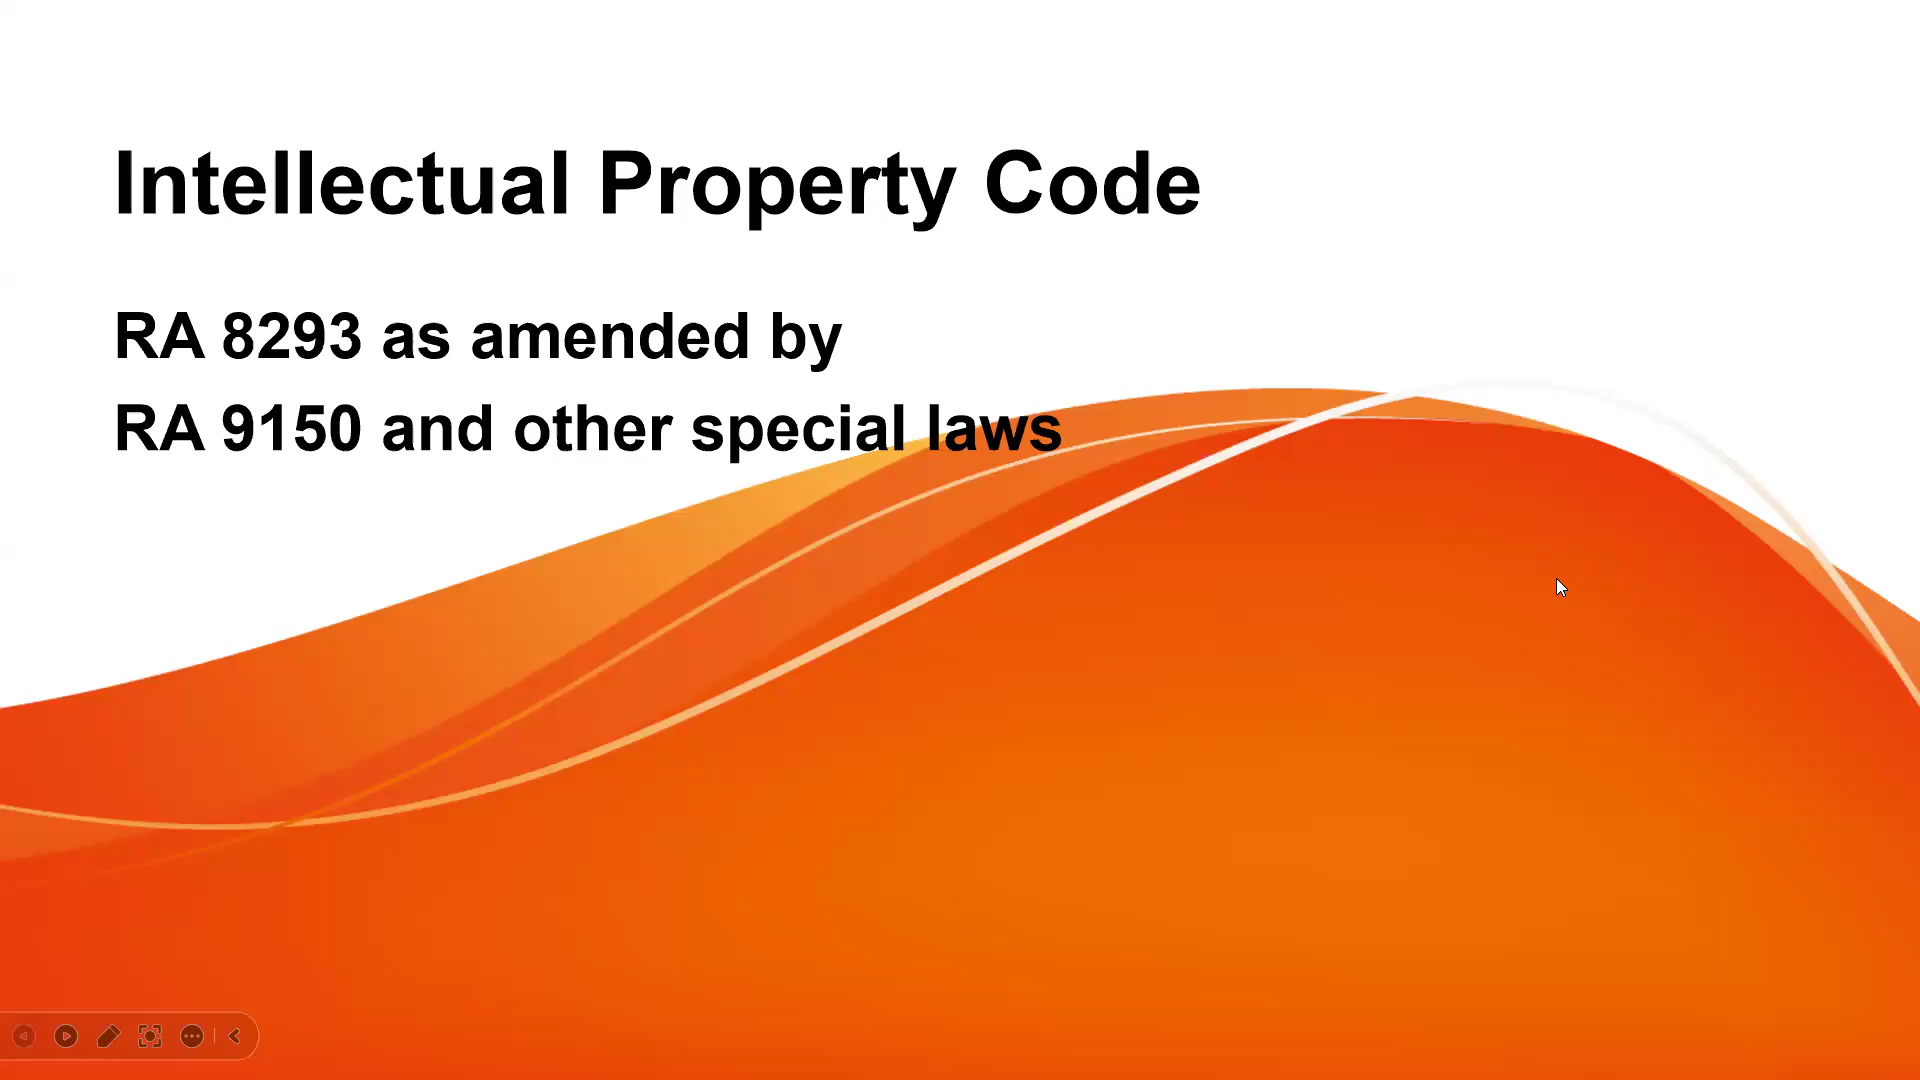 Intellectual Property Code
RA 8293 as amended by
RA 9150 and other special laws